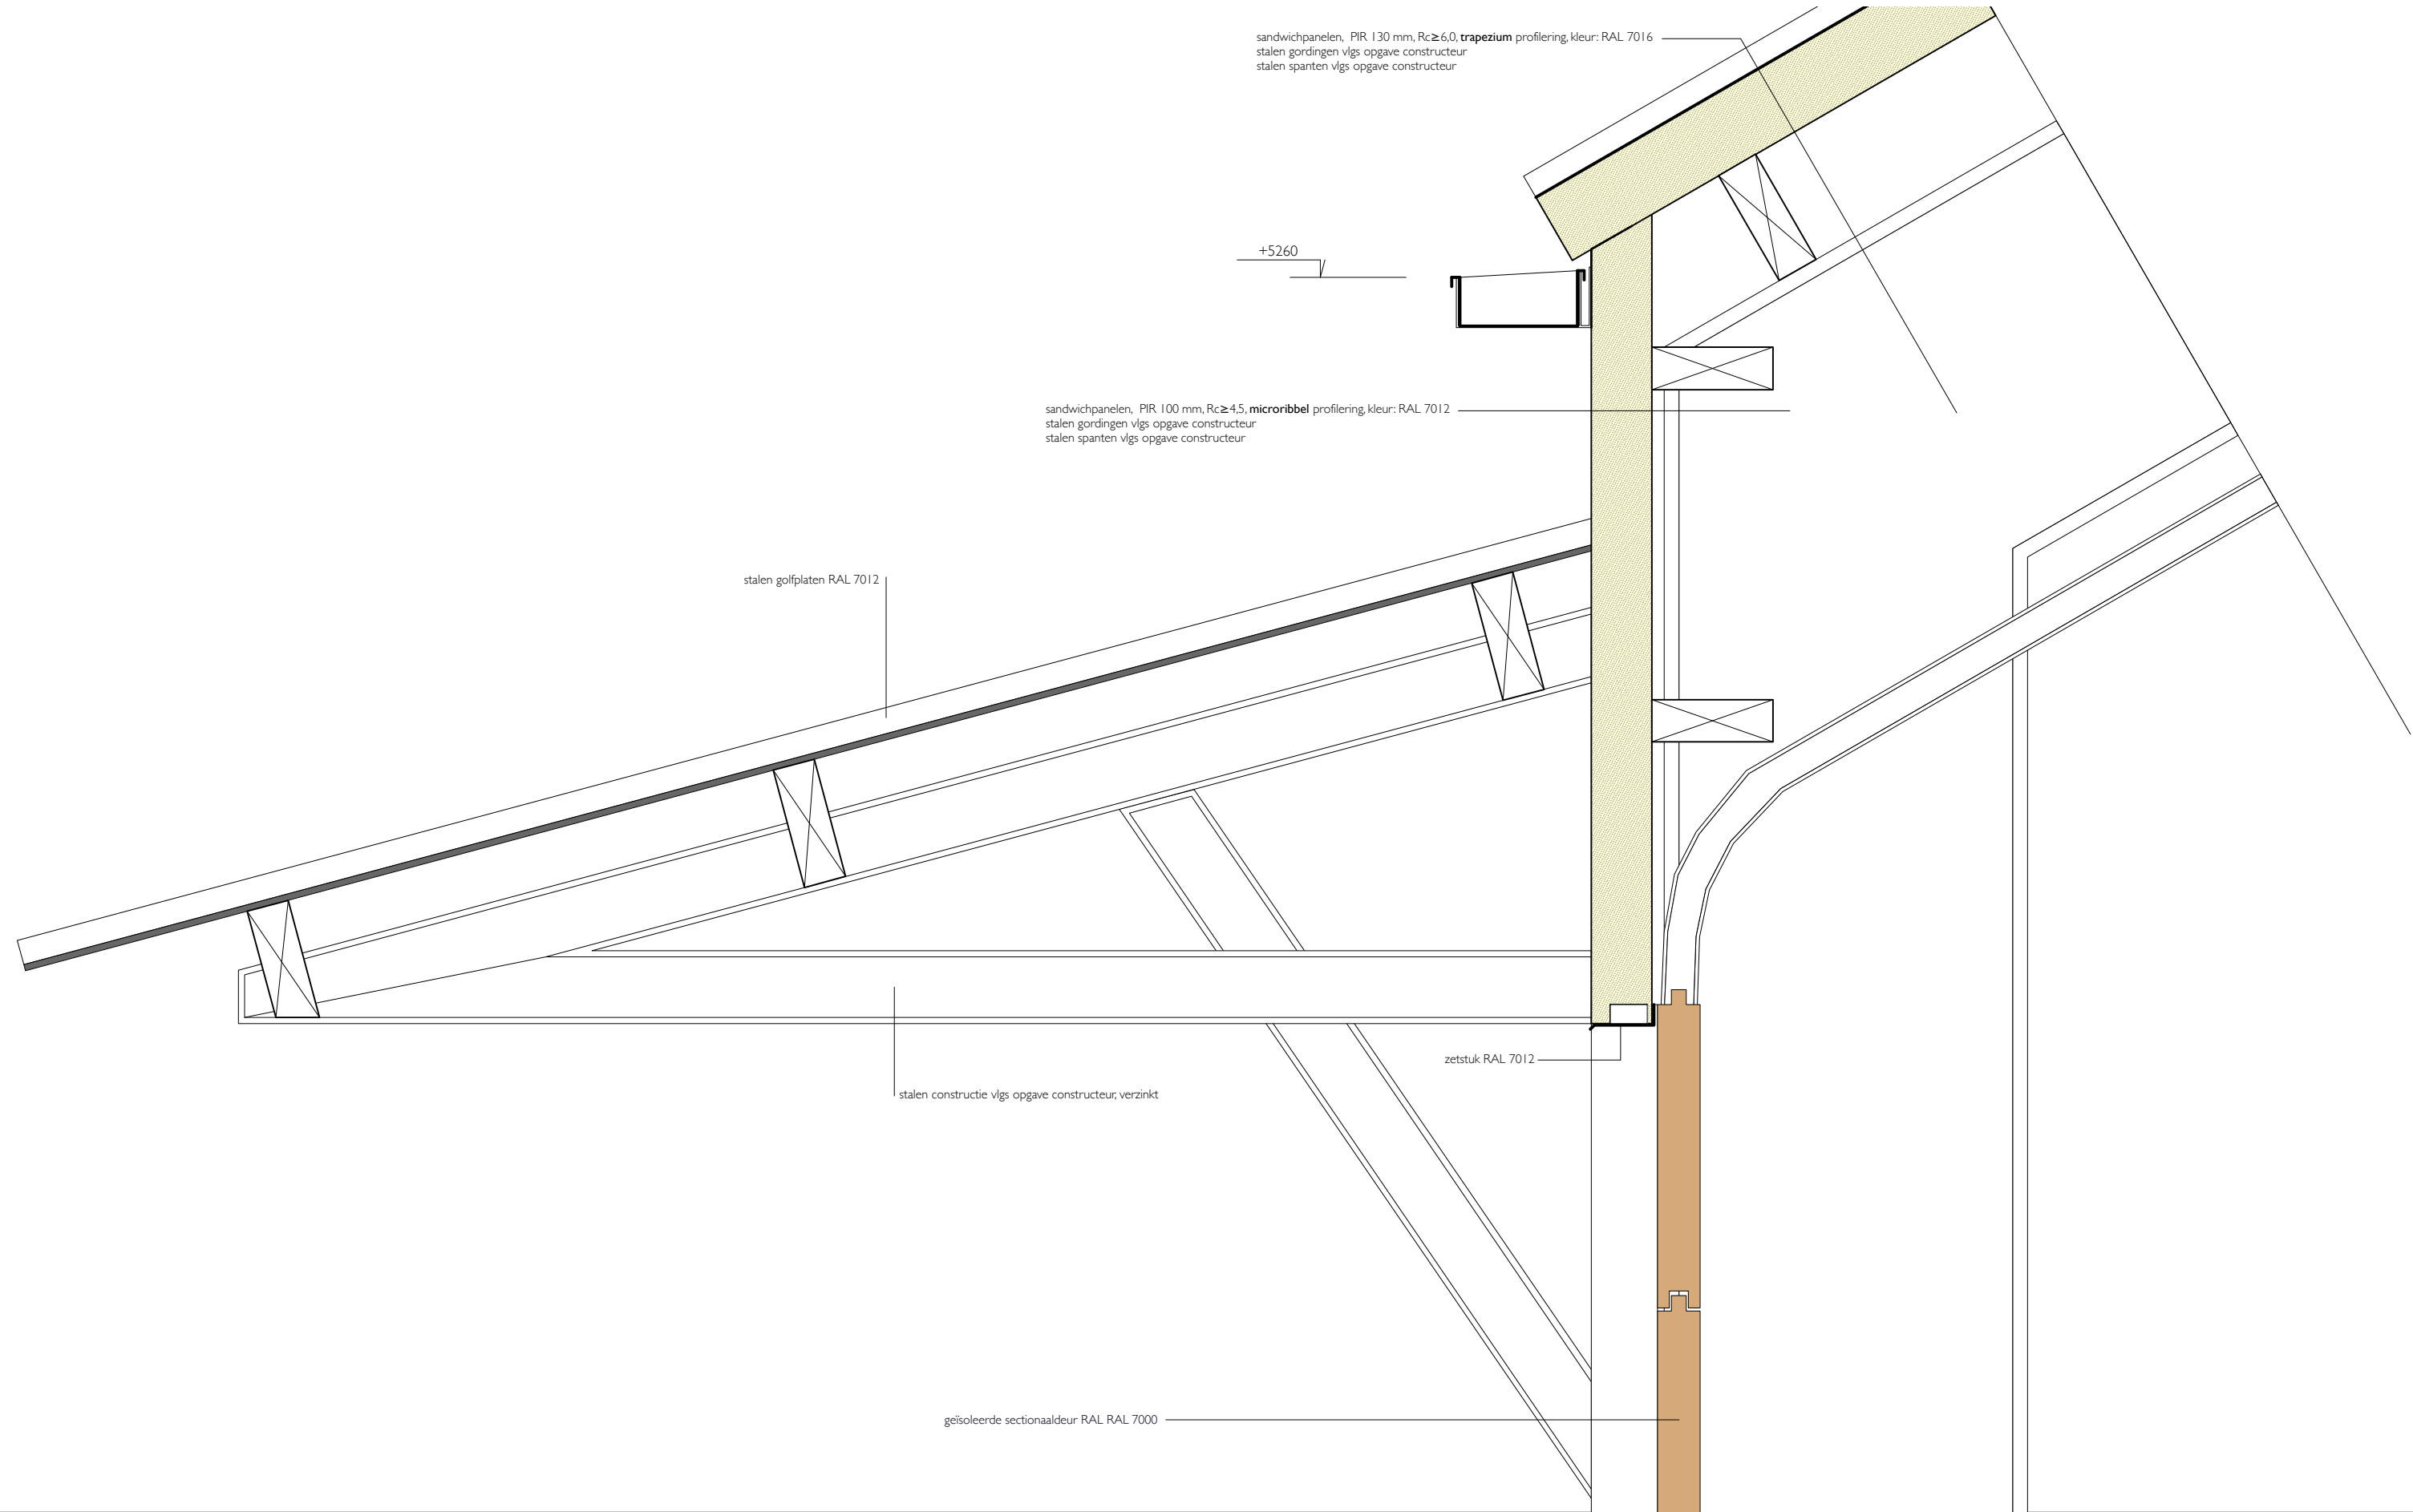 sandwichpanelen, PIR 130 mm, Rc≥6,0, trapezium profilering, kleur: RAL 7016
stalen gordingen vlgs opgave constructeur
stalen spanten vlgs opgave constructeur
+5260
sandwichpanelen, PIR 100 mm, Rc≥4,5, microribbel profilering, kleur: RAL 7012
stalen gordingen vlgs opgave constructeur
stalen spanten vlgs opgave constructeur
stalen golfplaten RAL 7012
zetstuk RAL 7012
stalen constructie vlgs opgave constructeur, verzinkt
geïsoleerde sectionaaldeur RAL RAL 7000